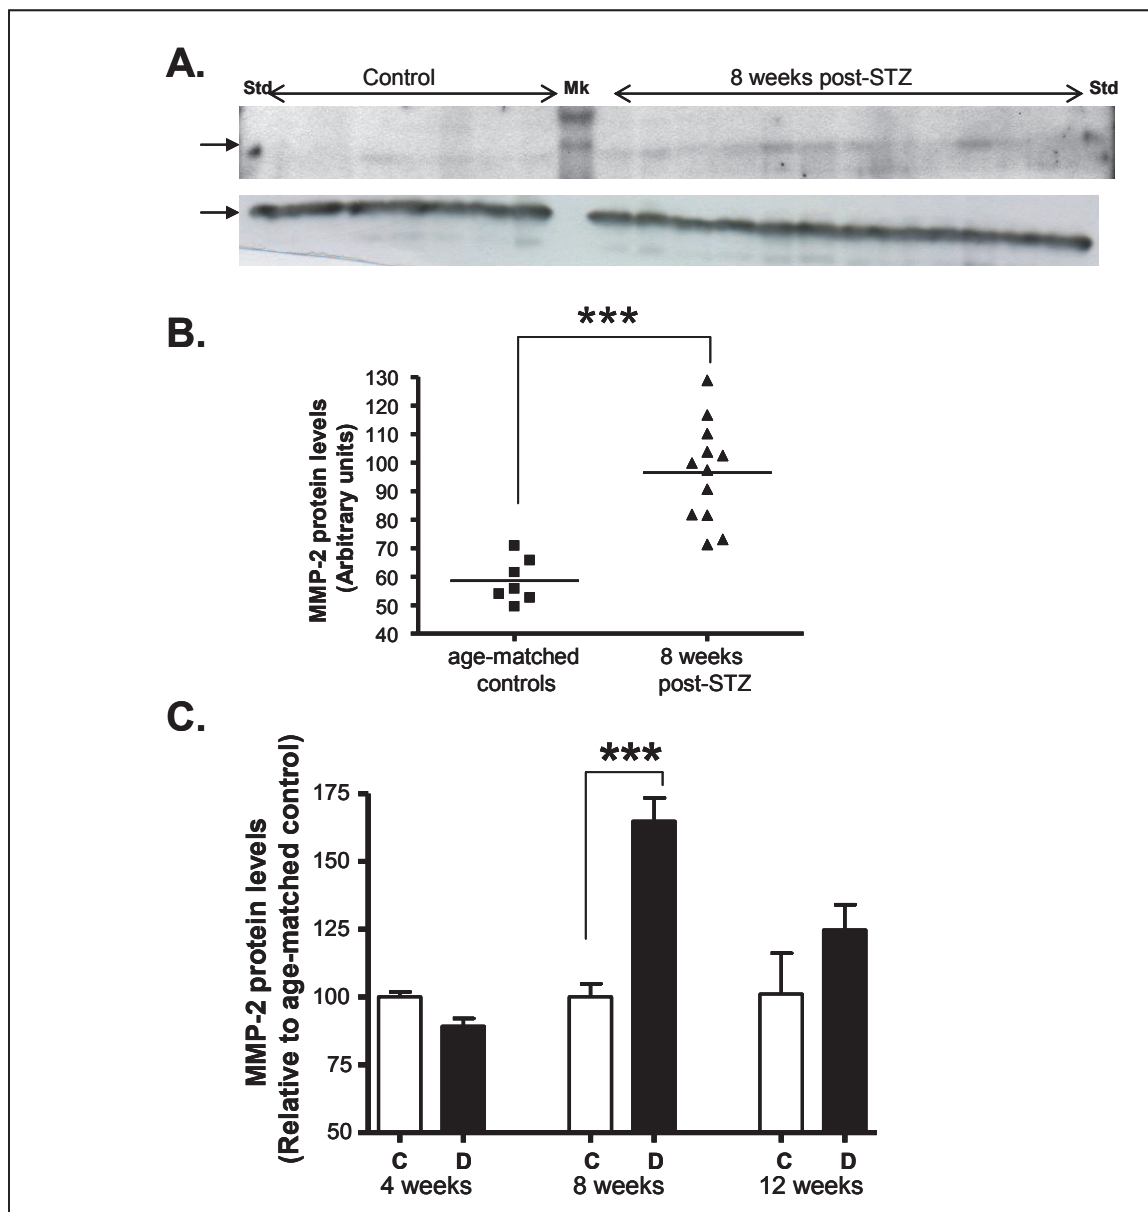 A.
Std Control Mk 8 weeks post-STZ Std
B.
***
MMP-2 protein levels
(Arbitrary units)
130
120
110
100
90
80
70
60
50
40
age-matched
controls
8 weeks
post-STZ
C.
***
MMP-2 protein levels
(Relative to age-matched control)
175
150
125
100
75
50
C D C D C D
4 weeks 8 weeks 12 weeks